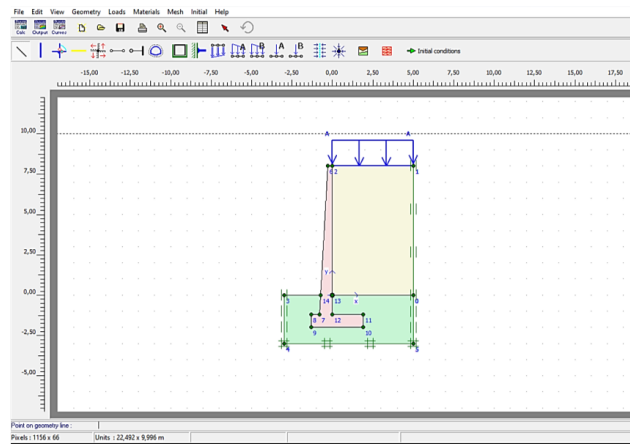 File Edit View Geometry Loads Materials Mesh Initial Help
Calc Output Curves
A B A B Initial conditions
-15,00 -12,50 -10,00 -7,50 -5,00 -2,50 0,00 2,50 5,00 7,50 10,00 12,50 15,00 17,50
10,00
A A
7,50
6 2 1
5,00
2,50
y
x
0,00
3 14 13 0
8 7 12 11
-2,50
9 10
4 5
-5,00
Point on geometry line :
Pixels : 1156 x 66 Units : 22,492 x 9,996 m